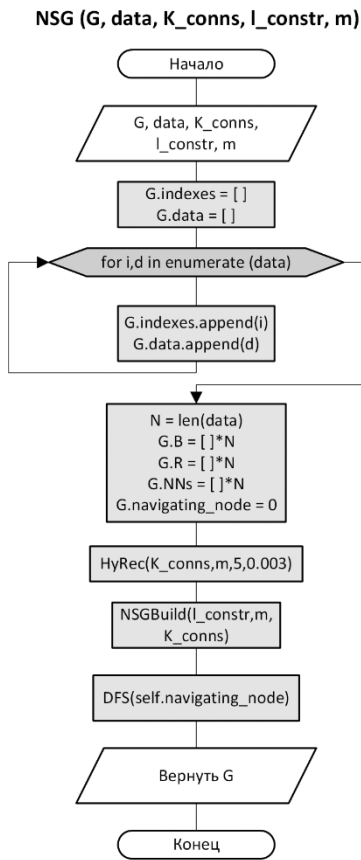 NSG (G, data, K_conns, l_constr, m)
Начало
G, data, K_conns,
l_constr, m
G.indexes = [ ]
G.data = [ ]
for i,d in enumerate (data)
G.indexes.append(i)
G.data.append(d)
N = len(data)
G.B = [ ]*N
G.R = [ ]*N
G.NNs = [ ]*N
G.navigating_node = 0
HyRec(K_conns,m,5,0.003)
NSGBuild(l_constr,m,
K_conns)
DFS(self.navigating_node)
Вернуть G
Конец